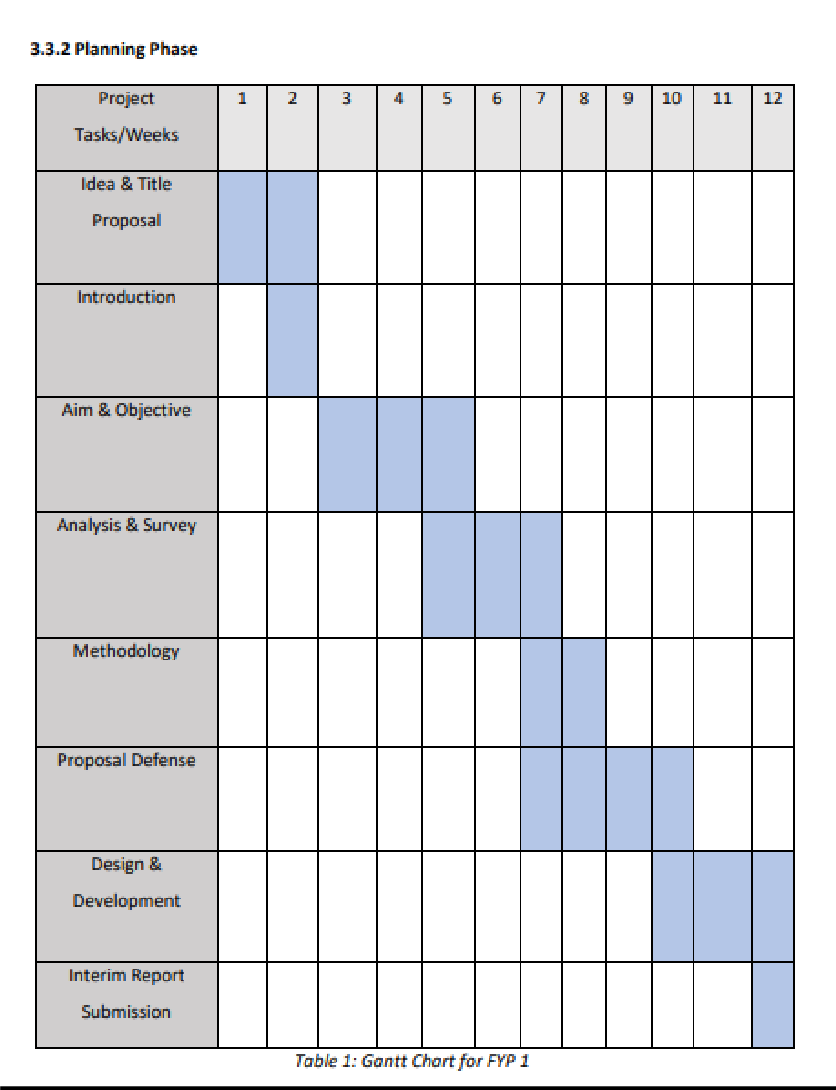 3.3.2 Planning Phase
Project 1 2 3 4 5 6 7 8 9 10 11 12
Tasks/Weeks
Idea & Title
Proposal
Introduction
Aim & Objective
Analysis & Survey
Methodology
Proposal Defense
Design &
Development
Interim Report
Submission
Table 1: Gantt Chart for FYP 1